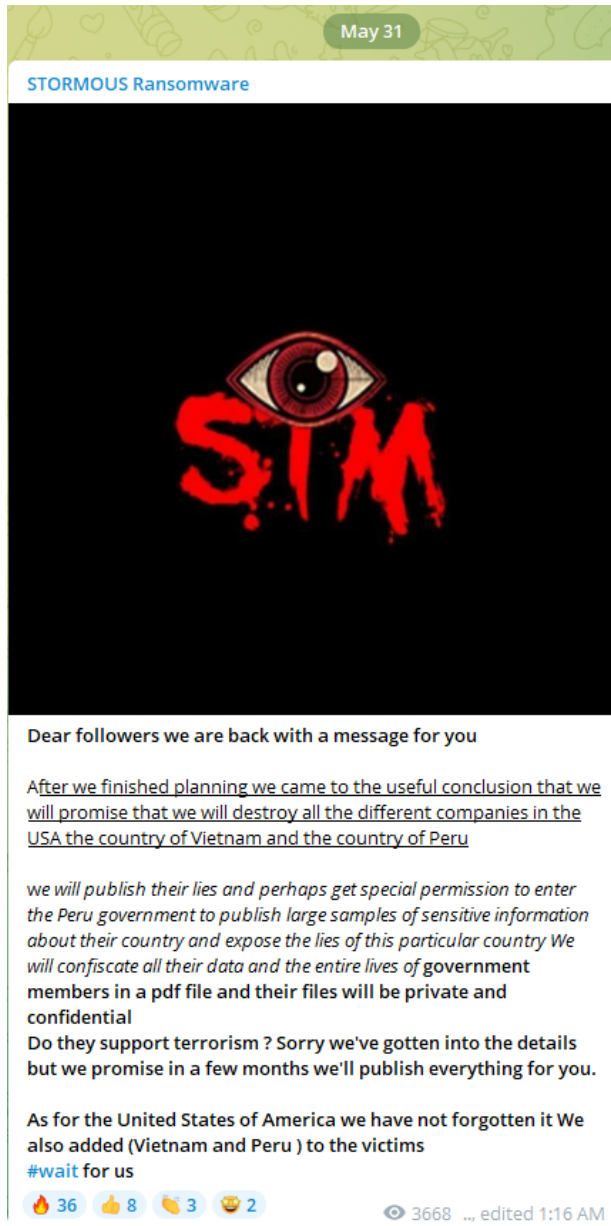 May 31
STORMOUS Ransomware
STM
Dear followers we are back with a message for you
After we finished planning we came to the useful conclusion that we
will promise that we will destroy all the different companies in the
USA the country of Vietnam and the country of Peru
we will publish their lies and perhaps get special permission to enter
the Peru government to publish large samples of sensitive information
about their country and expose the lies of this particular country We
will confiscate all their data and the entire lives of government
members in a pdf file and their files will be private and
confidential
Do they support terrorism ? Sorry we've gotten into the details
but we promise in a few months we'll publish everything for you.
As for the United States of America we have not forgotten it We
also added (Vietnam and Peru ) to the victims
#wait for us
36 8 3 2
3668 .., edited 1:16 AM